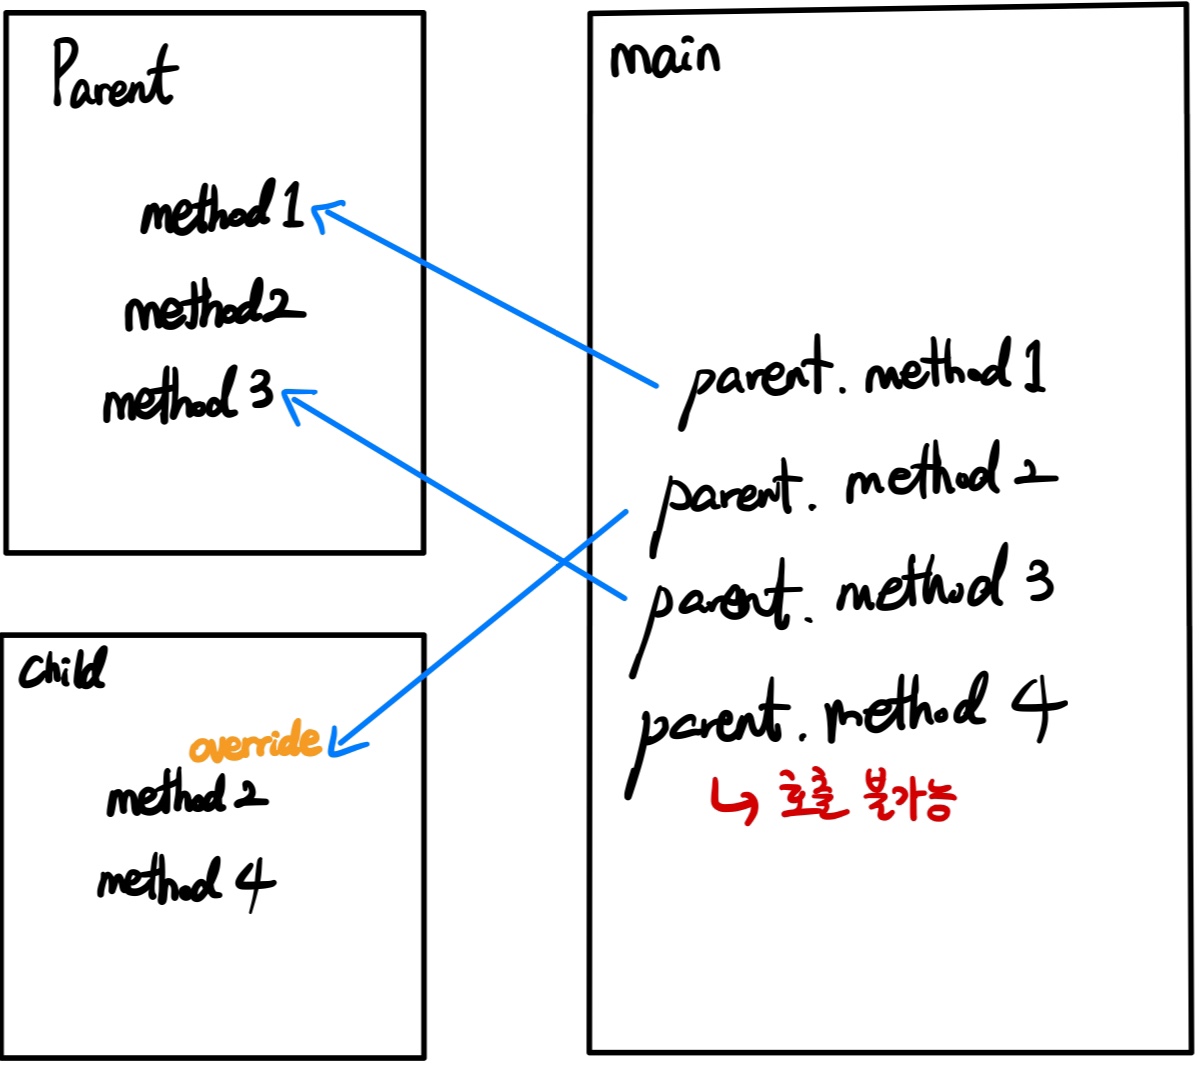 Parent
method 1
method2
method 3
child
override
method 2
method 4
main
parent. method 1
parent. method 2
parent. method 3
parent. method 4
호출 불가능